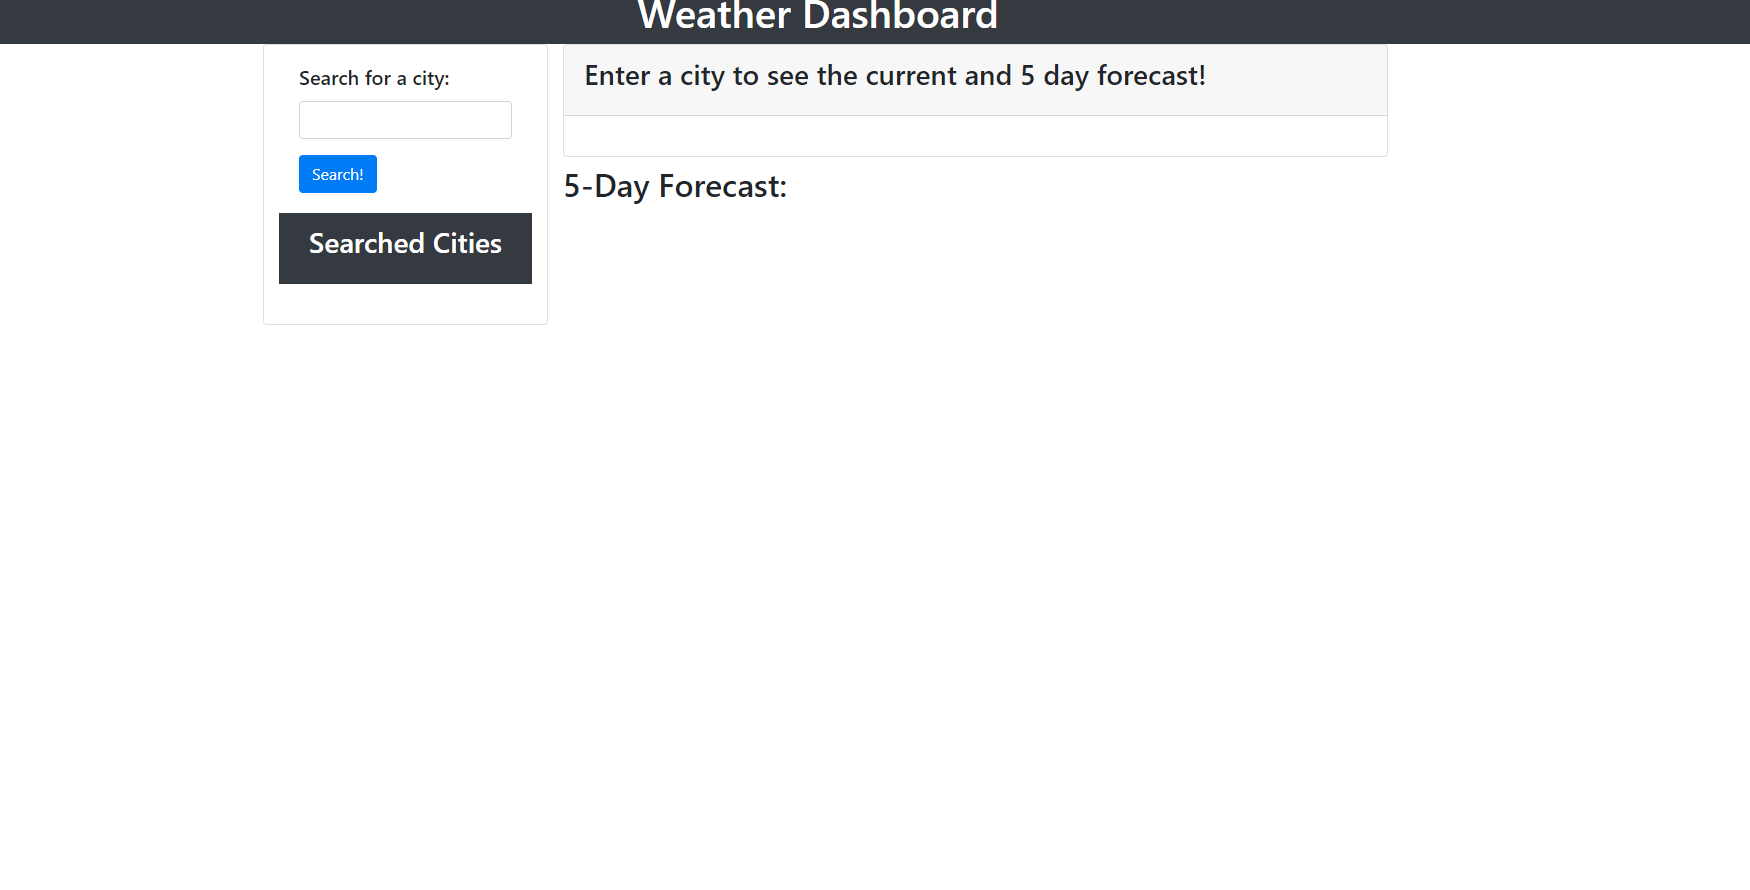 Weather Dashboard
Search for a city:
Search!
Searched Cities
Enter a city to see the current and 5 day forecast!
5-Day Forecast: